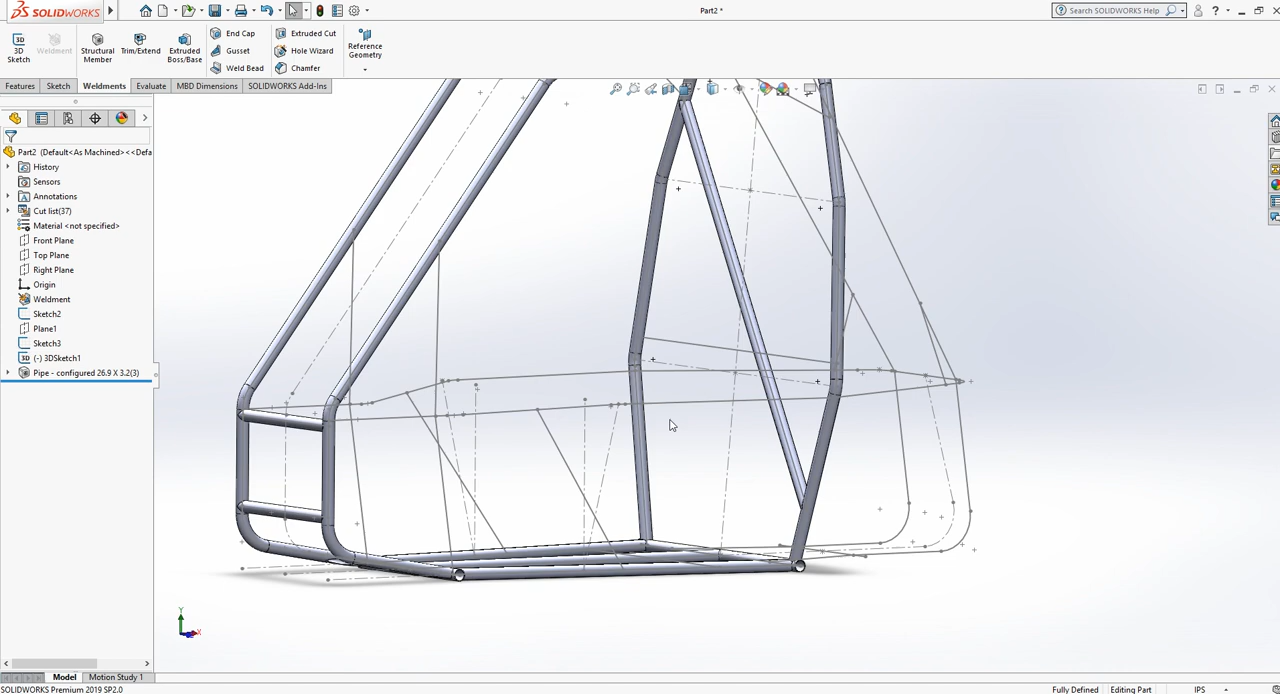 SOLIDWORKS
Part2 *
Search SOLIDWORKS Help
?
3D
Sketch
Weldment
Structural
Member
Trim/Extend
Extruded
Boss/Base
End Cap
Gusset
Weld Bead
Extruded Cut
Hole Wizard
Chamfer
Reference
Geometry
Features
Sketch
Weldments
Evaluate
MBD Dimensions
SOLIDWORKS Add-Ins
Part2 (Default<As Machined><<Defa
History
Sensors
Annotations
Cut list(37)
Material <not specified>
Front Plane
Top Plane
Right Plane
Origin
Weldment
Sketch2
Plane1
Sketch3
3D (-) 3DSketch1
Pipe - configured 26.9 X 3.2(3)
Y
X
Model
Motion Study 1
SOLIDWORKS Premium 2019 SP2.0
Fully Defined
Editing Part
IPS